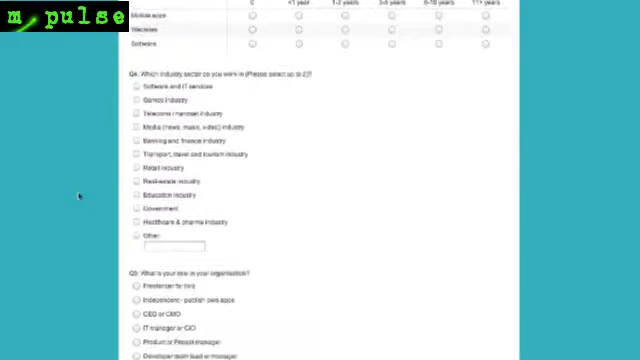 m pulse
0 <1 year 1-2 years 3-5 years 6-10 years 11+ years
Mobile apps
Websites
Software
Q4. Which industry sector do you work in (Please select up to 2)?
Software and IT services
Games industry
Telecoms / handset industry
Media (news, music, video) industry
Banking and finance industry
Transport, travel and tourism industry
Retail industry
Real-estate industry
Education industry
Government
Healthcare & pharma industry
Other:
Q5. What is your role in your organisation?
Freelancer for hire
Independent - publish own apps
CEO or CMO
IT manager or CIO
Product or Project manager
Developer team lead or manager